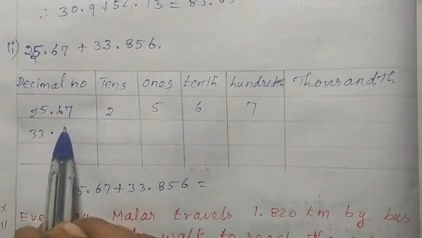 ∴ 30.9 + 52.13 = 83.03
ii) 25.67 + 33.856.
Decimal no Tens ones tenth hundredth Thousandth
25.67 2 5 6 7
33.
5.67 + 33.856 =
Malar travels 1.820 km by bus